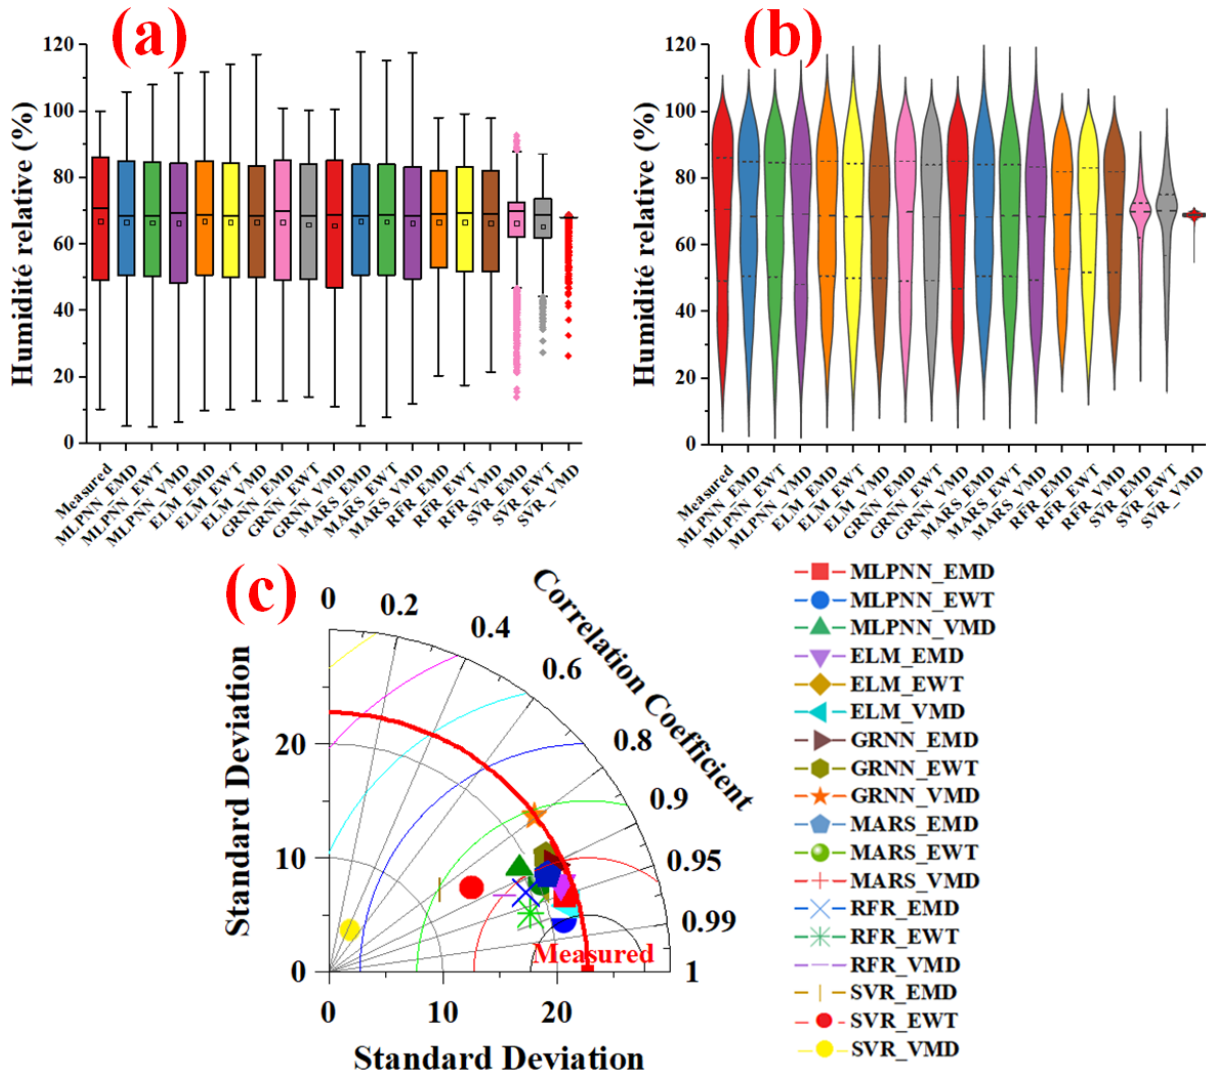 (a)
Humidité relative (%)
120
100
80
60
40
20
0
Measured
MLPNN_EMD
MLPNN_EWT
MLPNN_VMD
ELM_EMD
ELM_EWT
ELM_VMD
GRNN_EMD
GRNN_EWT
GRNN_VMD
MARS_EMD
MARS_EWT
MARS_VMD
RFR_EMD
RFR_EWT
RFR_VMD
SVR_EMD
SVR_EWT
SVR_VMD
(b)
Humidité relative (%)
120
100
80
60
40
20
0
Measured
MLPNN_EMD
MLPNN_EWT
MLPNN_VMD
ELM_EMD
ELM_EWT
ELM_VMD
GRNN_EMD
GRNN_EWT
GRNN_VMD
MARS_EMD
MARS_EWT
MARS_VMD
RFR_EMD
RFR_EWT
RFR_VMD
SVR_EMD
SVR_EWT
SVR_VMD
(c)
Standard Deviation
20
10
0
0
0.2
0.4
0.6
0.8
0.9
0.95
0.99
1
Correlation Coefficient
Measured
0
10
20
Standard Deviation
MLPNN_EMD
MLPNN_EWT
MLPNN_VMD
ELM_EMD
ELM_EWT
ELM_VMD
GRNN_EMD
GRNN_EWT
GRNN_VMD
MARS_EMD
MARS_EWT
MARS_VMD
RFR_EMD
RFR_EWT
RFR_VMD
SVR_EMD
SVR_EWT
SVR_VMD